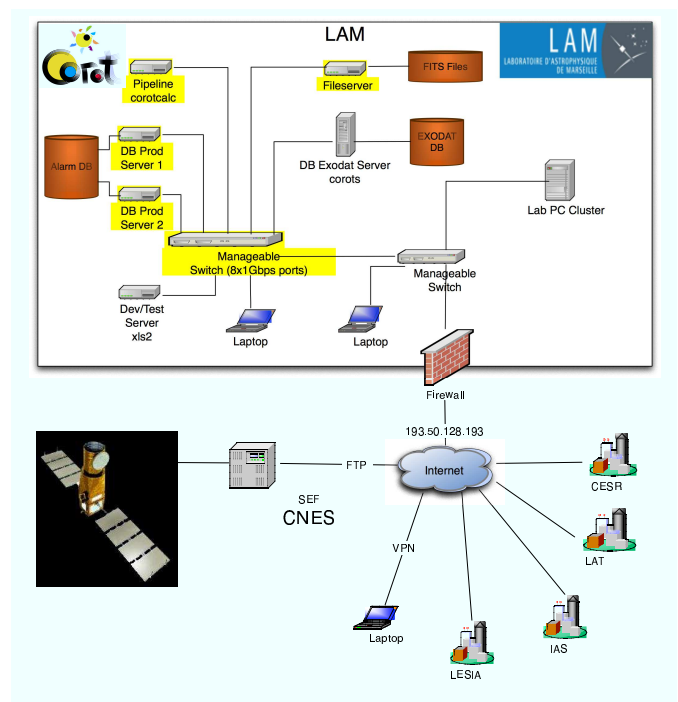 LAM
Corot
LAM
LABORATOIRE D'ASTROPHYSIQUE
DE MARSEILLE
Pipeline
corotcalc
Fileserver
FITS Files
Alarm DB
DB Prod
Server 1
DB Exodat Server
corots
EXODAT
DB
DB Prod
Server 2
Lab PC Cluster
Manageable
Switch (8x1Gbps ports)
Manageable
Switch
Dev/Test
Server
xls2
Laptop
Laptop
Firewall
193.50.128.193
FTP
Internet
SEF
CNES
CESR
LAT
VPN
Laptop
IAS
LESIA